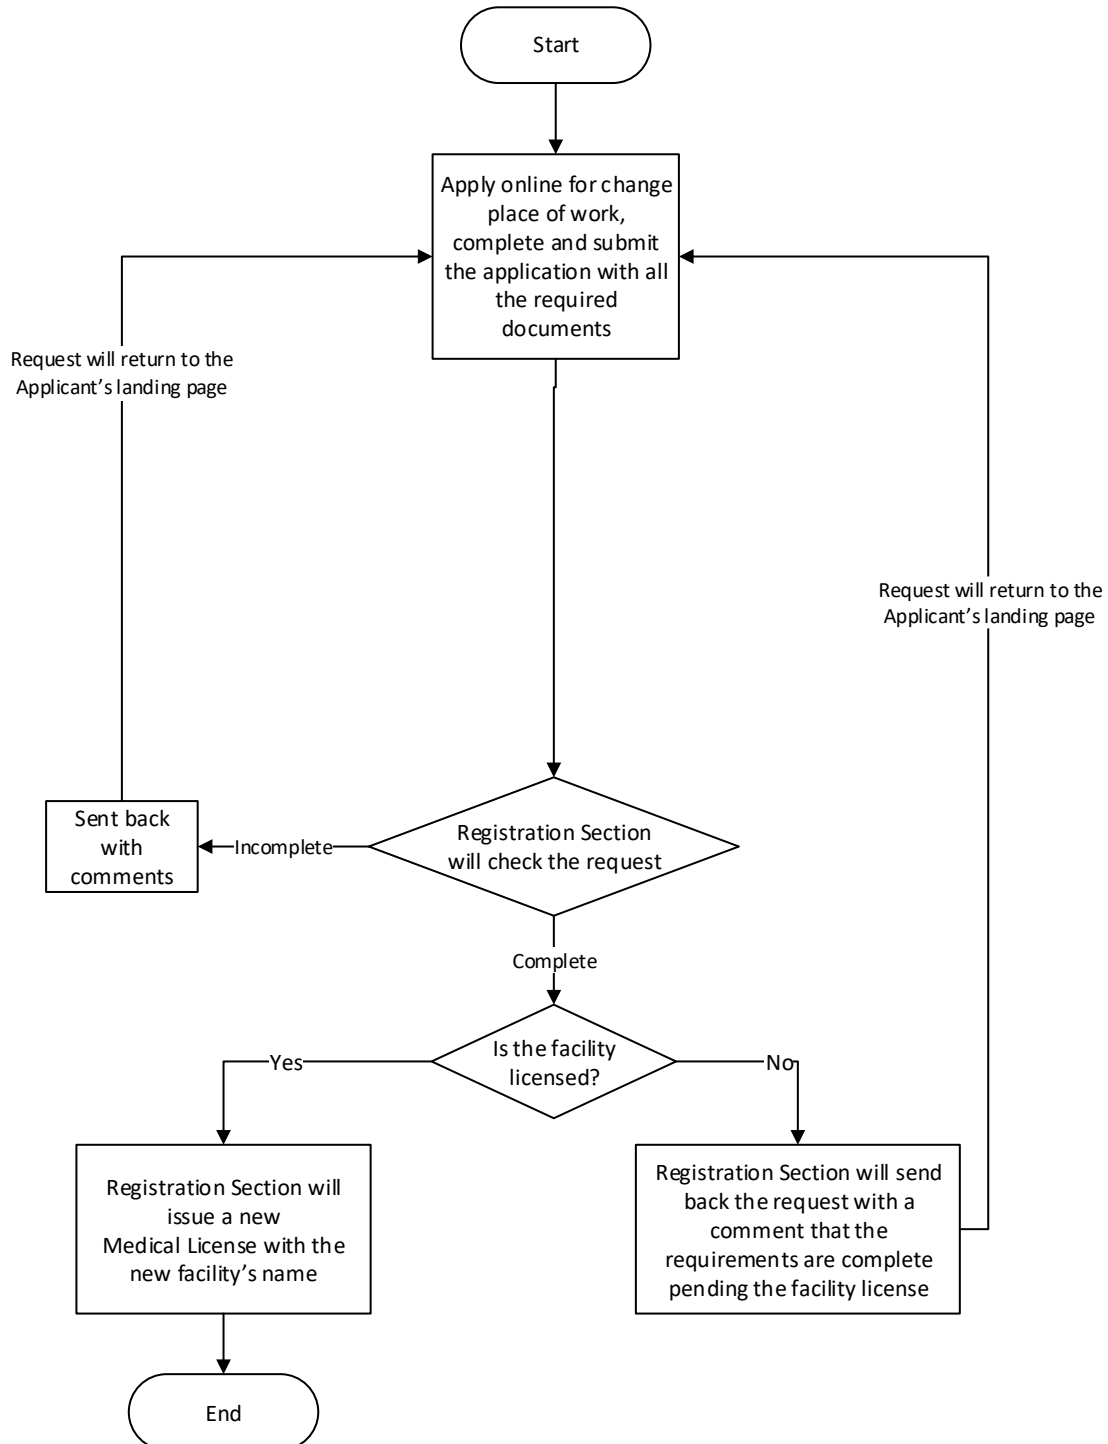 Start
Apply online for change
place of work,
complete and submit
the application with all
the required
documents
Request will return to the
Applicant’s landing page
Request will return to the
Applicant’s landing page
Sent back
with
comments
Incomplete
Registration Section
will check the request
Complete
Is the facility
licensed?
Yes
No
Registration Section will
issue a new
Medical License with the
new facility’s name
Registration Section will send
back the request with a
comment that the
requirements are complete
pending the facility license
End